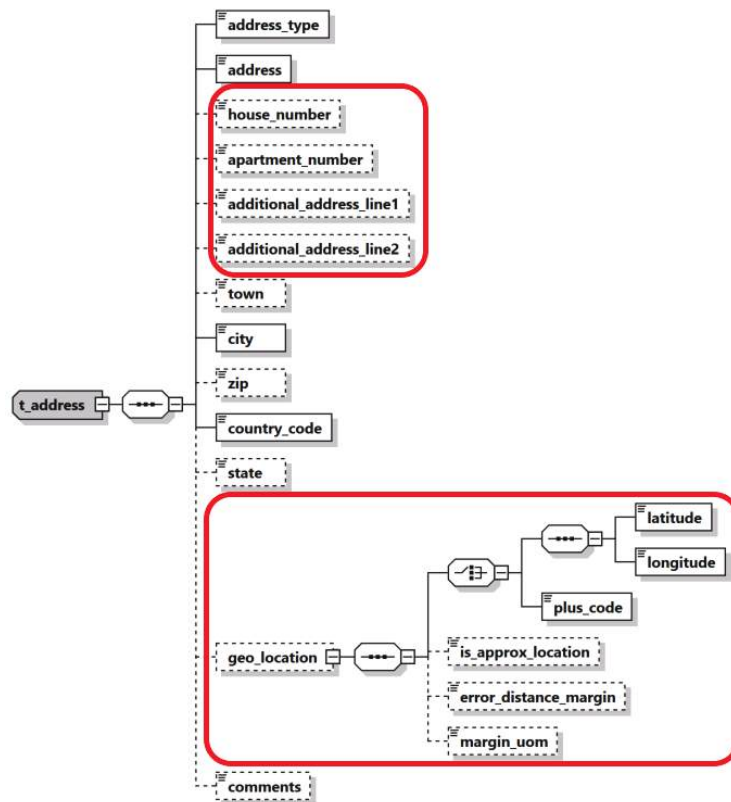 address_type
address
house_number
apartment_number
additional_address_line1
additional_address_line2
town
city
zip
t_address
country_code
state
latitude
longitude
plus_code
geo_location
is_approx_location
error_distance_margin
margin_uom
comments